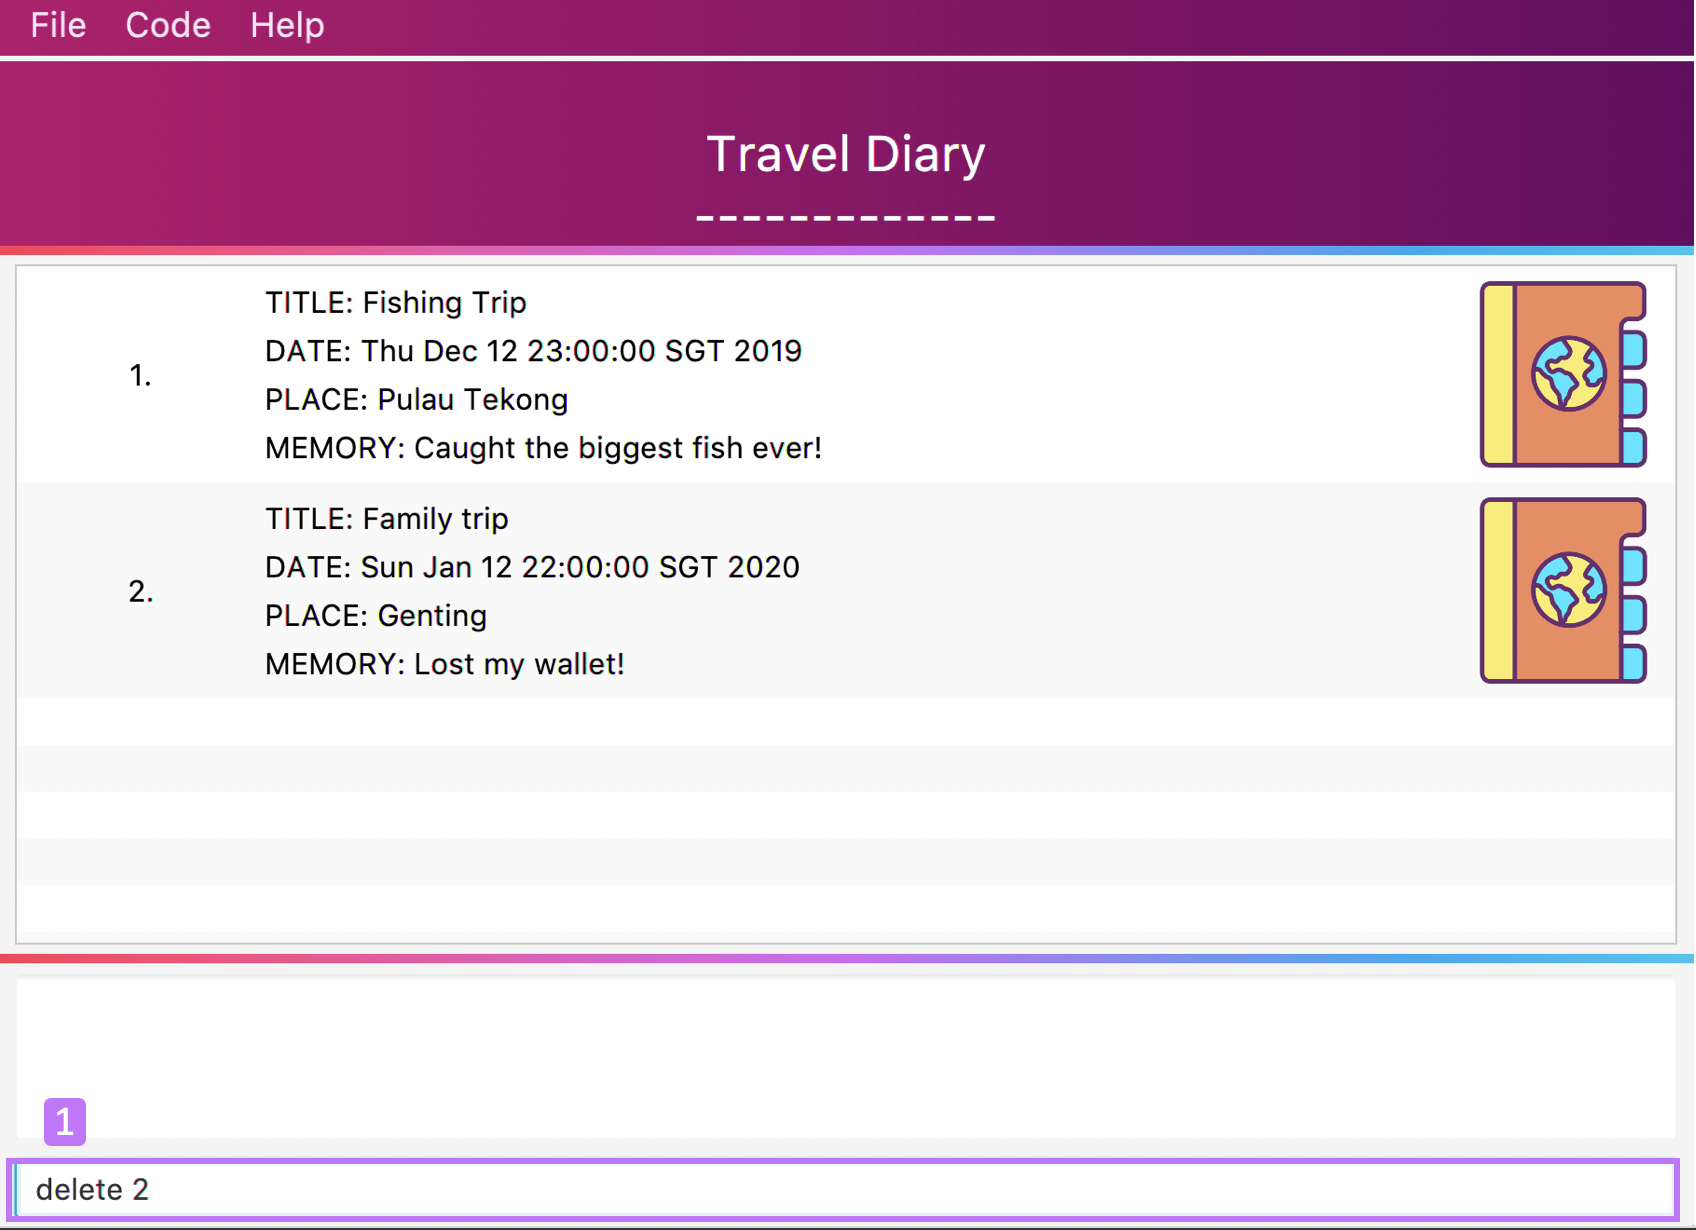 File Code Help
Travel Diary
-------------
1.
TITLE: Fishing Trip
DATE: Thu Dec 12 23:00:00 SGT 2019
PLACE: Pulau Tekong
MEMORY: Caught the biggest fish ever!
2.
TITLE: Family trip
DATE: Sun Jan 12 22:00:00 SGT 2020
PLACE: Genting
MEMORY: Lost my wallet!
1
delete 2